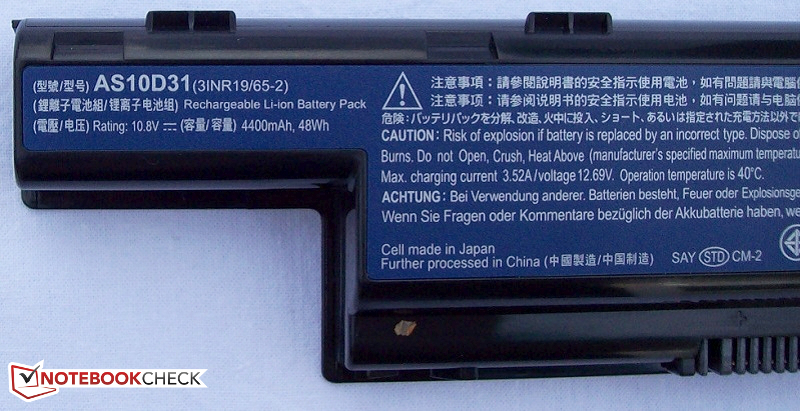 (型號/型号) AS10D31 (3INR19/65-2)
(鋰離子電池組/锂离子电池组) Rechargeable Li-ion Battery Pack
(電壓/电压) Rating: 10.8V⎓ (容量/容量) 4400mAh, 48Wh
注意事項：請參閱說明書的安全指示使用電池，如有問題請與電腦
注意事项：请参阅说明书的安全指示使用电池，如有问题请与电脑
危険：バッテリパックを分解、改造、火中に投入、ショート、あるいは指定された充電方法以外で
CAUTION: Risk of explosion if battery is replaced by an incorrect type. Dispose o
Burns. Do not Open, Crush, Heat Above (manufacturer's specified maximum temperatu
Max. charging current 3.52A/voltage 12.69V. Operation temperature is 40°C.
ACHTUNG: Bei Verwendung anderer. Batterien besteht, Feuer oder Explosionsge
Wenn Sie Fragen oder Kommentare bezüglich der Akkubatterie haben, we
Cell made in Japan
Further processed in China (中國製造/中国制造)
SAY STD CM-2
NOTEBOOKCHECK